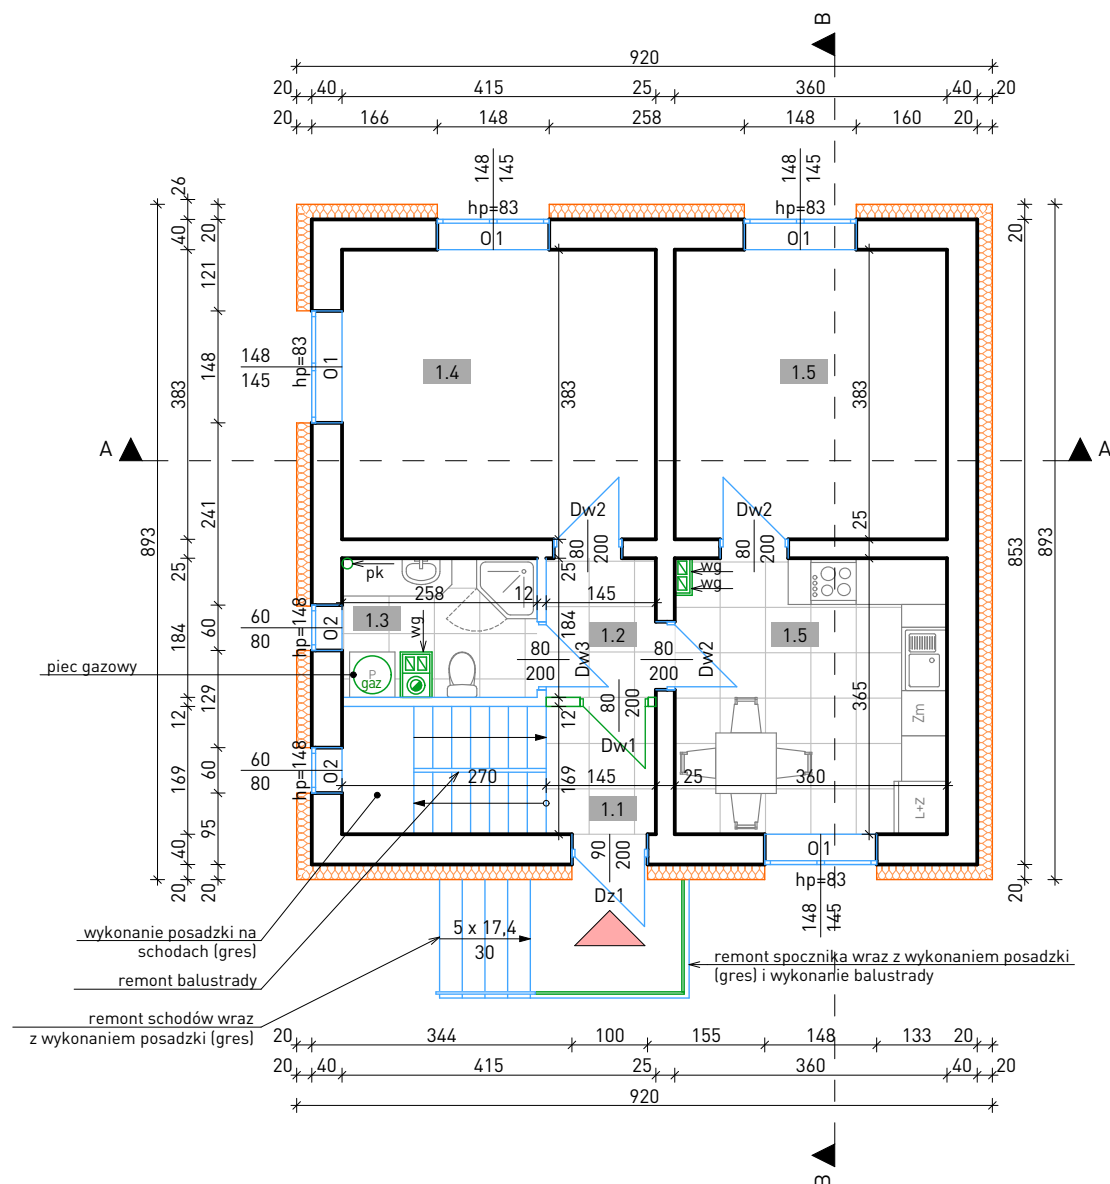 B
920
20 40 415 25 360 40 20
20 166 148 258 148 160 20
148
145
148
145
hp=83
hp=83
O1
O1
26
40
20
121
20
383
148
148
145
hp=83
O1
1.4
1.5
383
383
A
A
893
241
853
893
25
Dw2
80
200
Dw2
80
200
25
25
pk
wg
wg
258
12
145
184
60
60
80
hp=148
O2
1.3
wg
184
1.2
1.5
80
200
Dw3
80
200
Dw2
piec gazowy
P
gaz
80
200
365
129
12
12
Dw1
Zm
169
60
60
80
hp=148
O2
270
169
145
25
360
L+Z
1.1
95
40
20
20
90
200
Dz1
O1
hp=83
148
145
20
5 x 17,4
30
wykonanie posadzki na
schodach (gres)
remont balustrady
remont schodów wraz
z wykonaniem posadzki (gres)
remont spocznika wraz z wykonaniem posadzki
(gres) i wykonanie balustrady
20 344 100 155 148 133 20
20 40 415 25 360 40 20
920
B